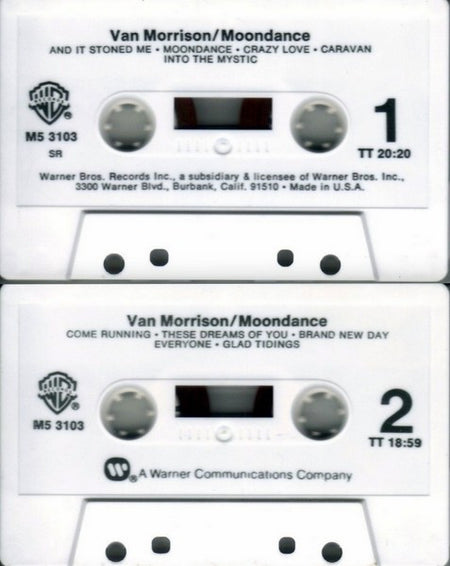 Van Morrison/Moondance
AND IT STONED ME • MOONDANCE • CRAZY LOVE • CARAVAN
INTO THE MYSTIC
M5 3103
SR
1
TT 20:20
Warner Bros. Records Inc., a subsidiary & licensee of Warner Bros. Inc.,
3300 Warner Blvd., Burbank, Calif. 91510 • Made in U.S.A.
Van Morrison/Moondance
COME RUNNING • THESE DREAMS OF YOU • BRAND NEW DAY
EVERYONE • GLAD TIDINGS
M5 3103
2
TT 18:59
A Warner Communications Company